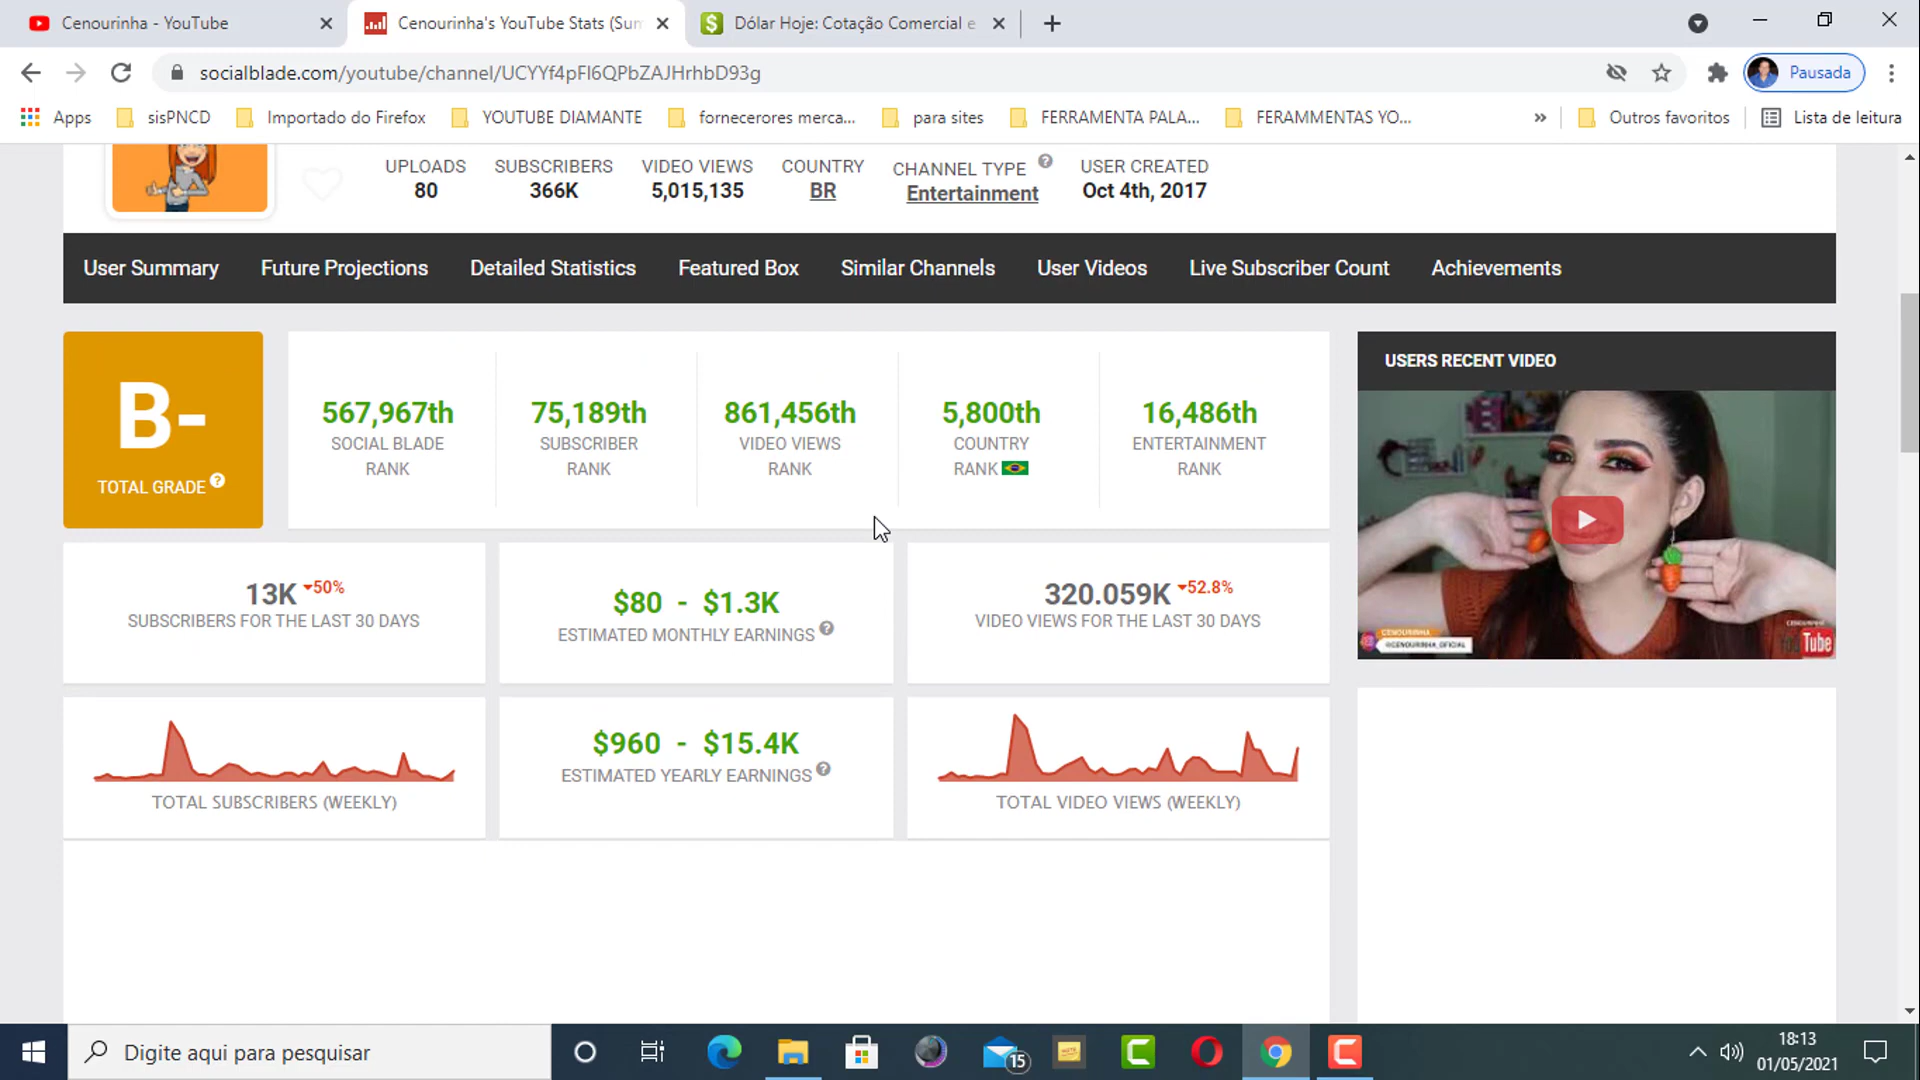 Cenourinha - YouTube
Cenourinha's YouTube Stats (Sum
Dólar Hoje: Cotação Comercial e
socialblade.com/youtube/channel/UCYYf4pFl6QPbZAJHrhbD93g
Pausada
Apps
sisPNCD
Importado do Firefox
YOUTUBE DIAMANTE
fornecerores merca...
para sites
FERRAMENTA PALA...
FERAMMENTAS YO...
»
Outros favoritos
Lista de leitura
UPLOADS
80
SUBSCRIBERS
366K
VIDEO VIEWS
5,015,135
COUNTRY
BR
CHANNEL TYPE ?
Entertainment
USER CREATED
Oct 4th, 2017
User Summary
Future Projections
Detailed Statistics
Featured Box
Similar Channels
User Videos
Live Subscriber Count
Achievements
B-
TOTAL GRADE ?
567,967th
SOCIAL BLADE
RANK
75,189th
SUBSCRIBER
RANK
861,456th
VIDEO VIEWS
RANK
5,800th
COUNTRY
RANK
16,486th
ENTERTAINMENT
RANK
USERS RECENT VIDEO
CENOURINHA
@CENOURINHA_OFICIAL
CENOURINHA
YouTube
13K 50%
SUBSCRIBERS FOR THE LAST 30 DAYS
$80 - $1.3K
ESTIMATED MONTHLY EARNINGS ?
320.059K 52.8%
VIDEO VIEWS FOR THE LAST 30 DAYS
TOTAL SUBSCRIBERS (WEEKLY)
$960 - $15.4K
ESTIMATED YEARLY EARNINGS ?
TOTAL VIDEO VIEWS (WEEKLY)
Digite aqui para pesquisar
15
18:13
01/05/2021